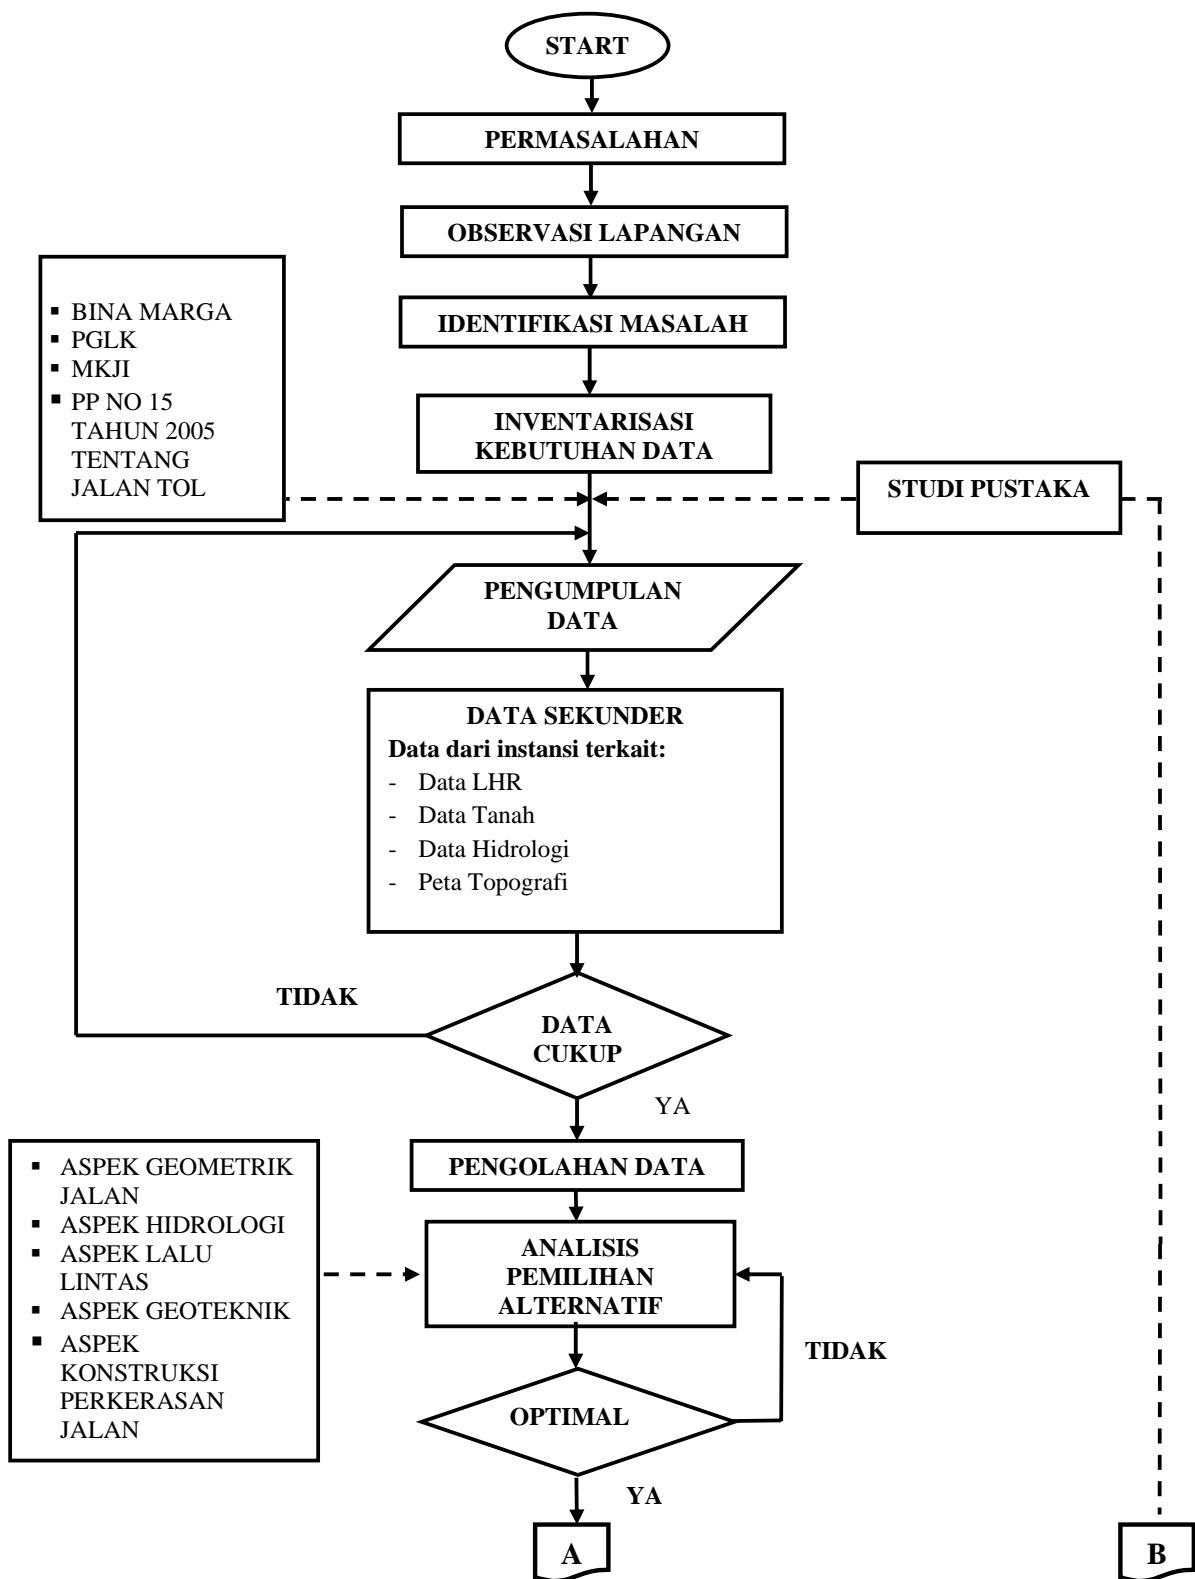 START
PERMASALAHAN
OBSERVASI LAPANGAN
IDENTIFIKASI MASALAH
▪ BINA MARGA
▪ PGLK
▪ MKJI
▪ PP NO 15
TAHUN 2005
TENTANG
JALAN TOL
INVENTARISASI
KEBUTUHAN DATA
STUDI PUSTAKA
PENGUMPULAN
DATA
DATA SEKUNDER
Data dari instansi terkait:
- Data LHR
- Data Tanah
- Data Hidrologi
- Peta Topografi
TIDAK
DATA
CUKUP
YA
PENGOLAHAN DATA
▪ ASPEK GEOMETRIK
JALAN
▪ ASPEK HIDROLOGI
▪ ASPEK LALU
LINTAS
▪ ASPEK GEOTEKNIK
▪ ASPEK
KONSTRUKSI
PERKERASAN
JALAN
ANALISIS
PEMILIHAN
ALTERNATIF
TIDAK
OPTIMAL
YA
A
B